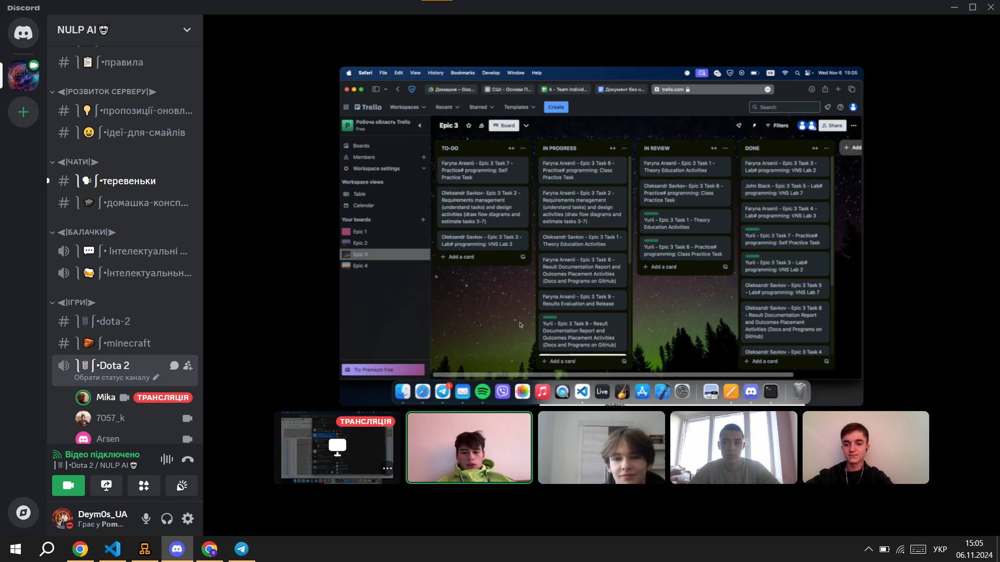 Discord
NULP AI
•правила
РОЗВИТОК СЕРВЕРУ
•пропозиції-оновл...
•ідеї-для-смайлів
ЧАТИ
•теревеньки
•домашка-консп...
БАЛАЧКИ
• Інтелектуальні ...
•Інтелектуальньн...
ІГРИ
•dota-2
•minecraft
•Dota 2
Обрати статус каналу
Mika ТРАНСЛЯЦІЯ
7057_k
Arsen
Відео підключено
•Dota 2 / NULP AI
Deym0s_UA
Грає у Pom...
Safari File Edit View History Bookmarks Develop Window Help
УК Wed Nov 6 15:05
Домашня – Goo...
СШІ - Основи П...
4 - Team Individ...
Документ без н...
trello.com
Trello Workspaces Recent Starred Templates Create Search
P
Робоча область Trello
Free
Epic 3 Board Filters Share
Boards
Members
Workspace settings
Workspace views
Table
Calendar
Your boards
Epic 1
Epic 2
Epic 3
Epic 4
Try Premium free
TO-DO
Faryna Arsenii - Epic 3 Task 7 -
Practice# programming: Self
Practice Task
Oleksandr Savkov- Epic 3 Task 2 -
Requirements management
(understand tasks) and design
activities (draw flow diagrams and
estimate tasks 3-7)
Oleksandr Savkov - Epic 3 Task 3 -
Lab# programming: VNS Lab 2
+ Add a card
IN PROGRESS
Faryna Arsenii - Epic 3 Task 6 -
Practice# programming: Class
Practice Task
Faryna Arsenii - Epic 3 Task 2 -
Requirements management
(understand tasks) and design
activities (draw flow diagrams and
estimate tasks 3-7)
Oleksandr Savkov - Epic 3 Task 1 -
Theory Education Activities
Faryna Arsenii - Epic 3 Task 8 -
Result Documentation Report and
Outcomes Placement Activities
(Docs and Programs on GitHub)
Faryna Arsenii - Epic 3 Task 9 -
Results Evaluation and Release
Yurii - Epic 3 Task 8 - Result
Documentation Report and
Outcomes Placement Activities
(Docs and Programs on GitHub)
+ Add a card
IN REVIEW
Faryna Arsenii - Epic 3 Task 1 -
Theory Education Activities
Oleksandr Savkov- Epic 3 Task 6 -
Practice# programming: Class
Practice Task
Yurii - Epic 3 Task 1 - Theory
Education Activities
Yurii - Epic 3 Task 6 - Practice#
programming: Class Practice Task
+ Add a card
DONE
Faryna Arsenii - Epic 3 Task 3 -
Lab# programming: VNS Lab 2
John Black - Epic 3 Task 5 - Lab#
programming: VNS Lab 7
Faryna Arsenii - Epic 3 Task 4 -
Lab# programming: VNS Lab 3
Yurii - Epic 3 Task 7 - Practice#
programming: Self Practice Task
Yurii - Epic 3 Task 3 - Lab#
programming: VNS Lab 2
Oleksandr Savkov - Epic 3 Task 5
- Lab# programming: VNS Lab 7
Oleksandr Savkov - Epic 3 Task 8
- Result Documentation Report
and Outcomes Placement
Activities (Docs and Programs on
GitHub)
Oleksandr Savkov - Epic 3 Task 4
+ Add a card
+ Add
Live
ТРАНСЛЯЦІЯ
УКР
15:05
06.11.2024